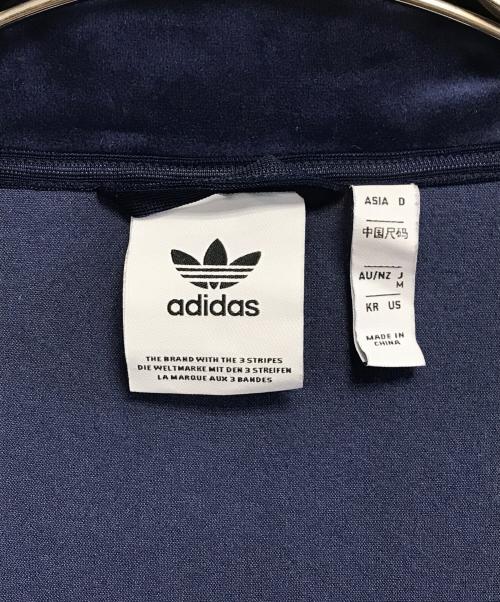 adidas
THE BRAND WITH THE 3 STRIPES
DIE WELTMARKE MIT DEN 3 STREIFEN
LA MARQUE AUX 3 BANDES
ASIA D
中国尺码
AU/NZ J
M
KR US
MADE IN
CHINA